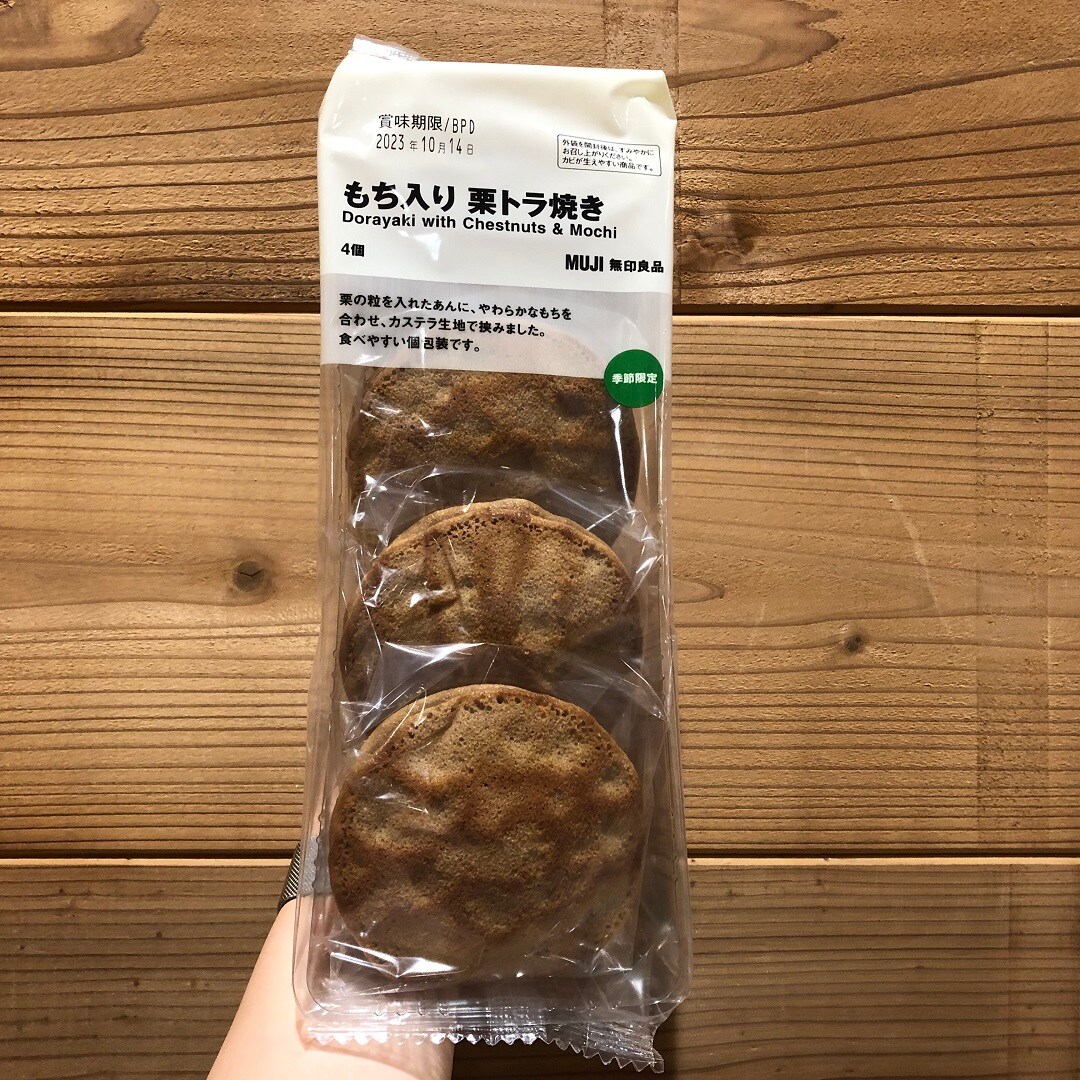 賞味期限/BPD
2023年10月14日
外袋を開封後は、すみやかに
お召し上がりください。
カビが生えやすい商品です。
もち入り 栗トラ焼き
Dorayaki with Chestnuts & Mochi
4個
MUJI 無印良品
栗の粒を入れたあんに、やわらかなもちを
合わせ、カステラ生地で挟みました。
食べやすい個包装です。
季節限定